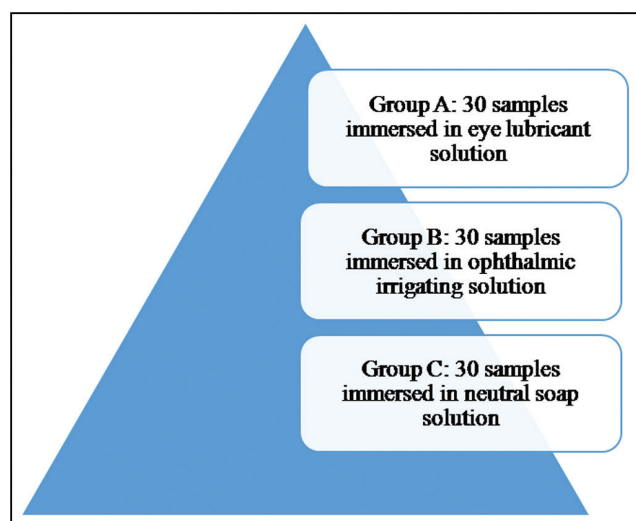 Group A: 30 samples
immersed in eye lubricant
solution
Group B: 30 samples
immersed in ophthalmic
irrigating solution
Group C: 30 samples
immersed in neutral soap
solution